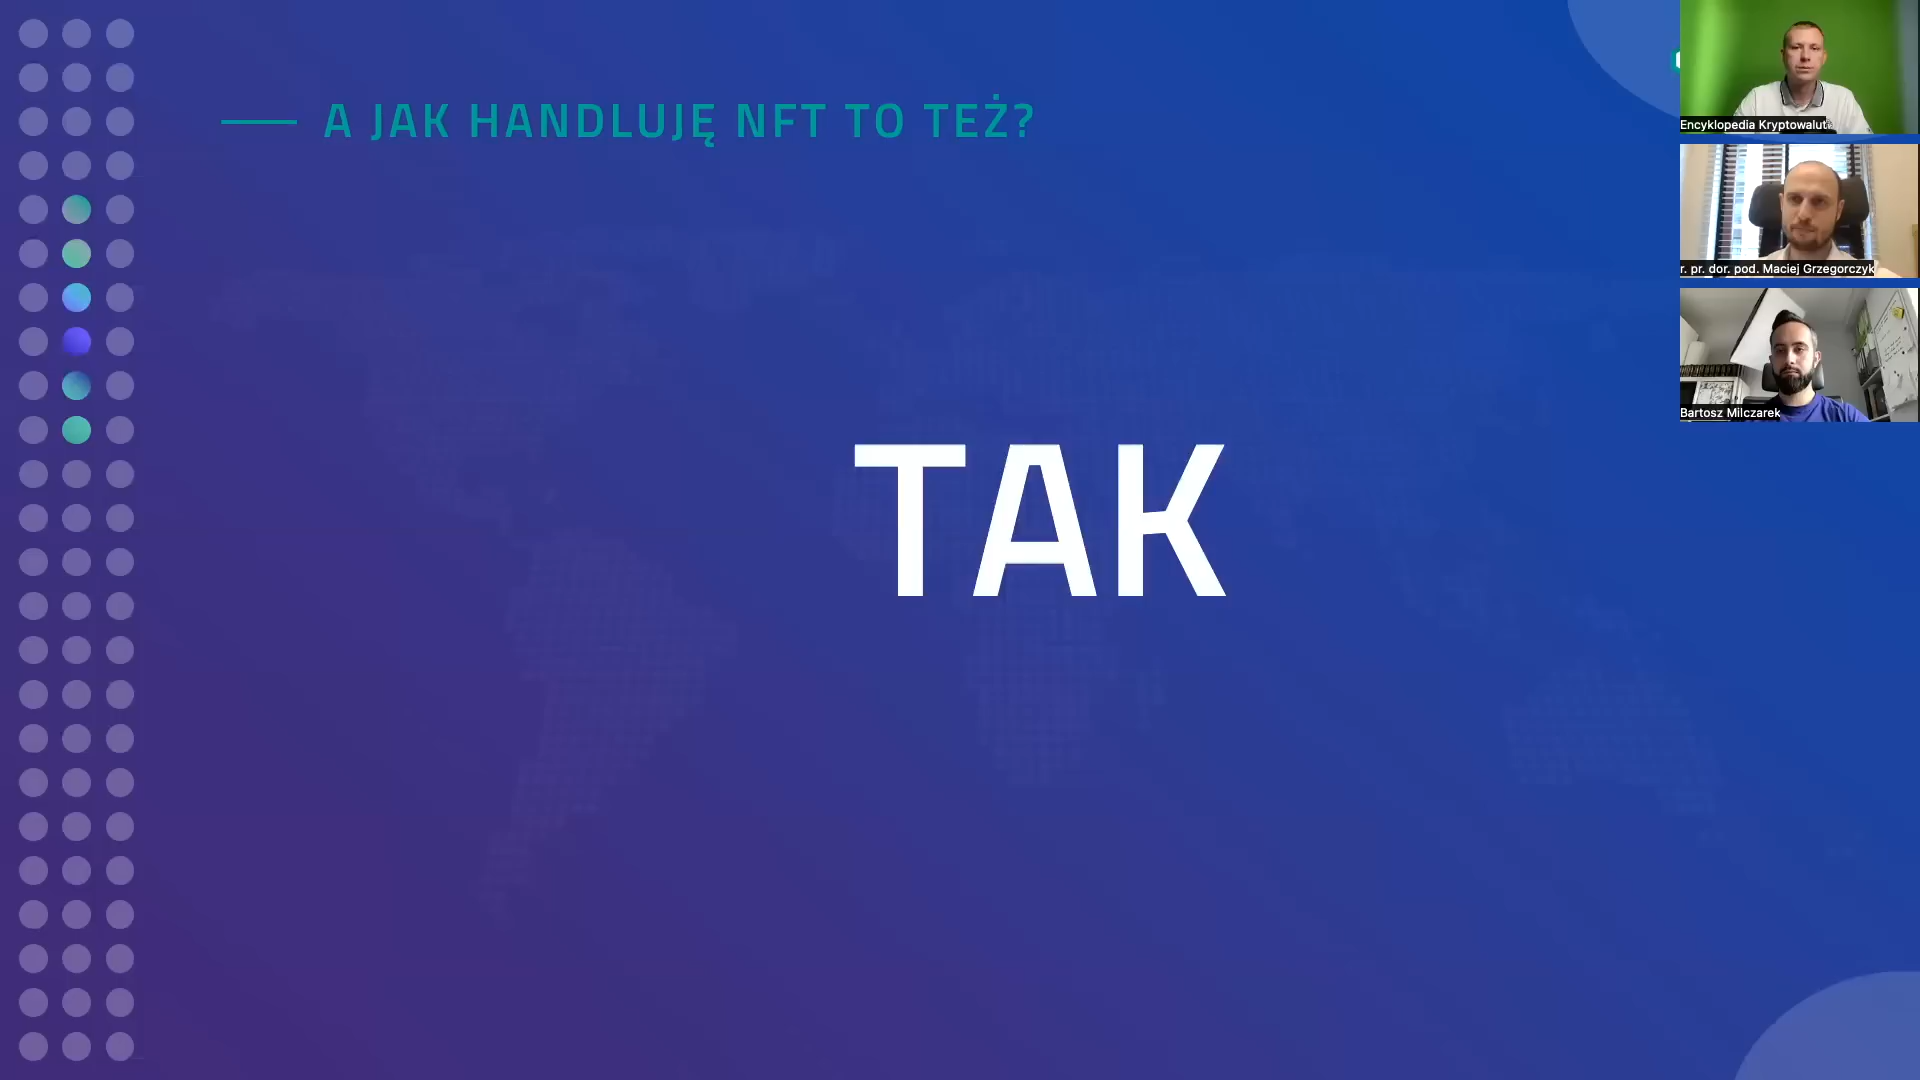 A JAK HANDLUJĘ NFT TO TEŻ?
TAK
Encyklopedia Kryptowalut
r. pr. dor. pod. Maciej Grzegorczyk
Bartosz Milczarek